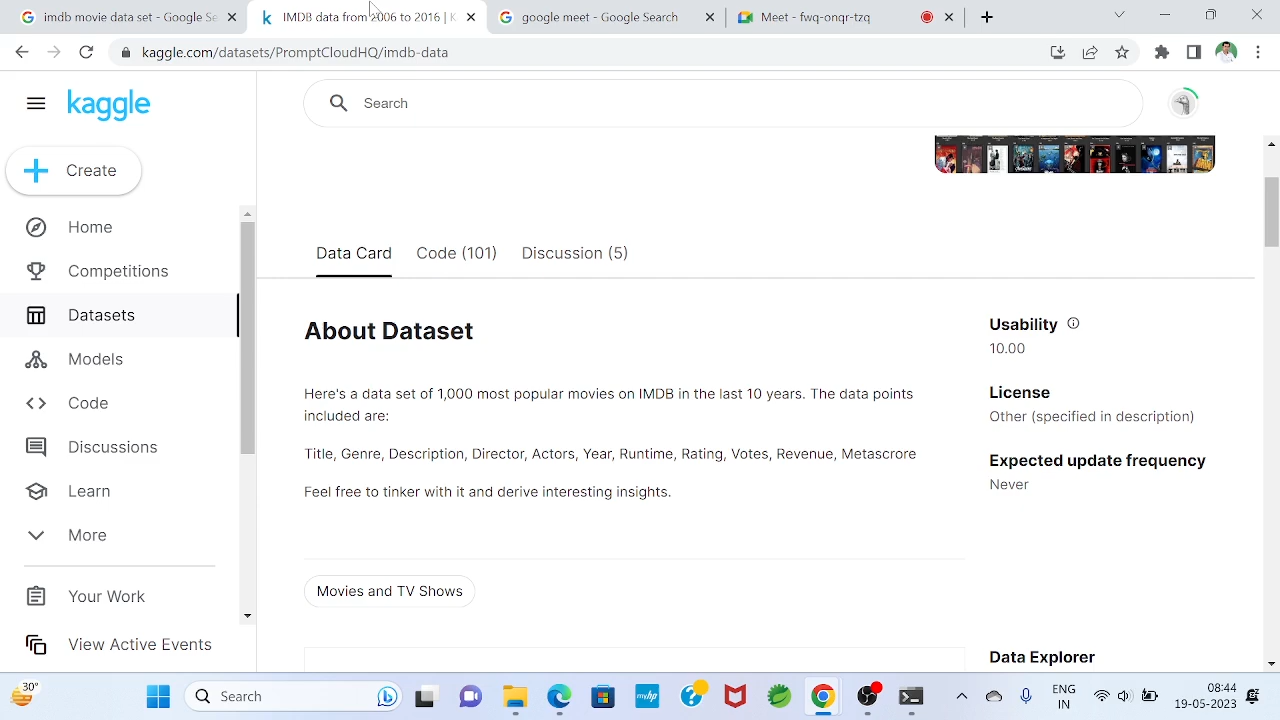 imdb movie data set - Google Se
IMDB data from 2006 to 2016 | K
google meet - Google Search
Meet - fwq-onqr-tzq
kaggle.com/datasets/PromptCloudHQ/imdb-data
kaggle
Search
Create
Home
Competitions
Datasets
Models
Code
Discussions
Learn
More
Your Work
View Active Events
Data Card
Code (101)
Discussion (5)
About Dataset
Here's a data set of 1,000 most popular movies on IMDB in the last 10 years. The data points
included are:
Title, Genre, Description, Director, Actors, Year, Runtime, Rating, Votes, Revenue, Metascrore
Feel free to tinker with it and derive interesting insights.
Movies and TV Shows
Usability
10.00
License
Other (specified in description)
Expected update frequency
Never
Data Explorer
30°
Search
myhp
ENG
IN
08:44
19-05-2023